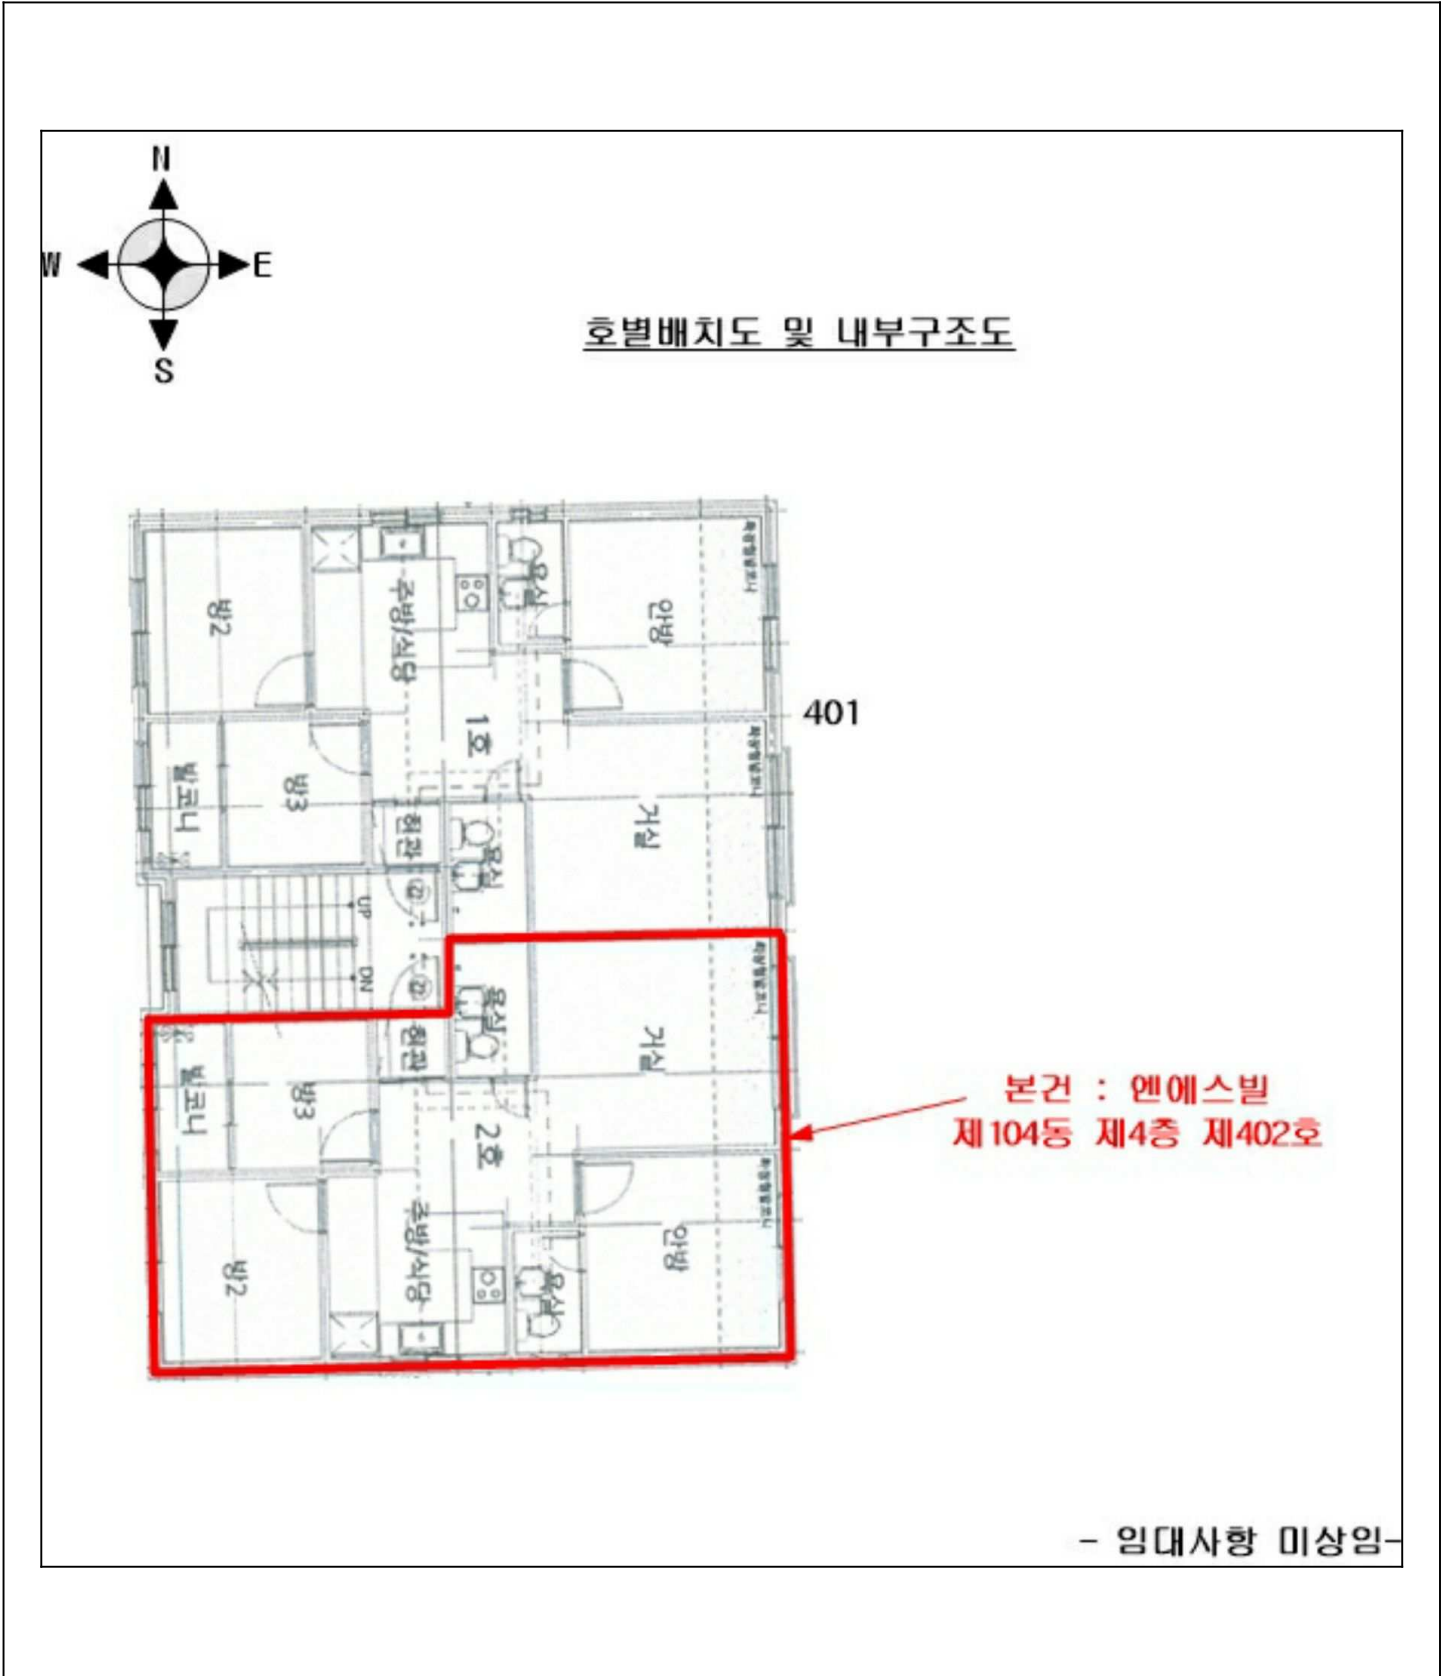 N
W E
S
호별배치도 및 내부구조도
방2
주방/식당
욕실
안방
401
1호
발코니
방3
현관
욕실
거실
UP
DN
발코니
방3
현관
욕실
거실
2호
본건 : 엔에스빌
제104동 제4층 제402호
방2
주방/식당
욕실
안방
- 임대사항 미상임-